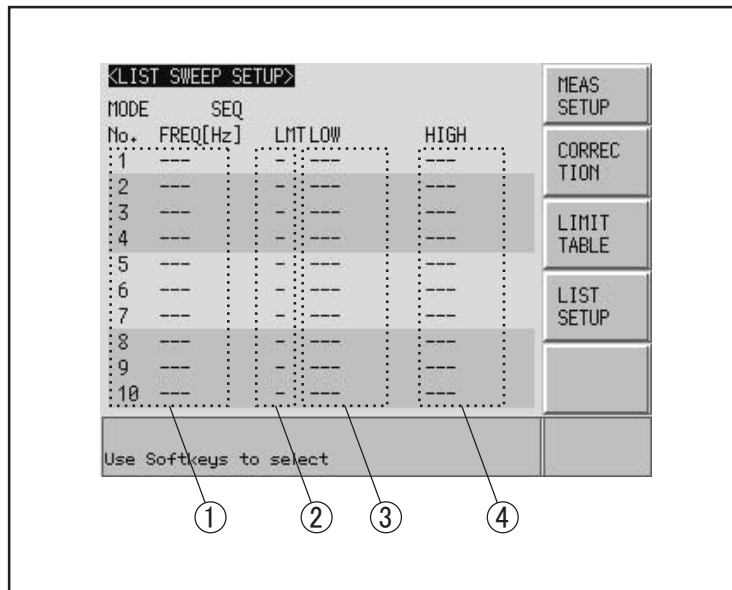 <LIST SWEEP SETUP>
MODE SEQ
No. FREQ[Hz] LMT LOW HIGH
1 --- - --- ---
2 --- - --- ---
3 --- - --- ---
4 --- - --- ---
5 --- - --- ---
6 --- - --- ---
7 --- - --- ---
8 --- - --- ---
9 --- - --- ---
10 --- - --- ---
MEAS
SETUP
CORREC
TION
LIMIT
TABLE
LIST
SETUP
Use Softkeys to select
① ② ③ ④